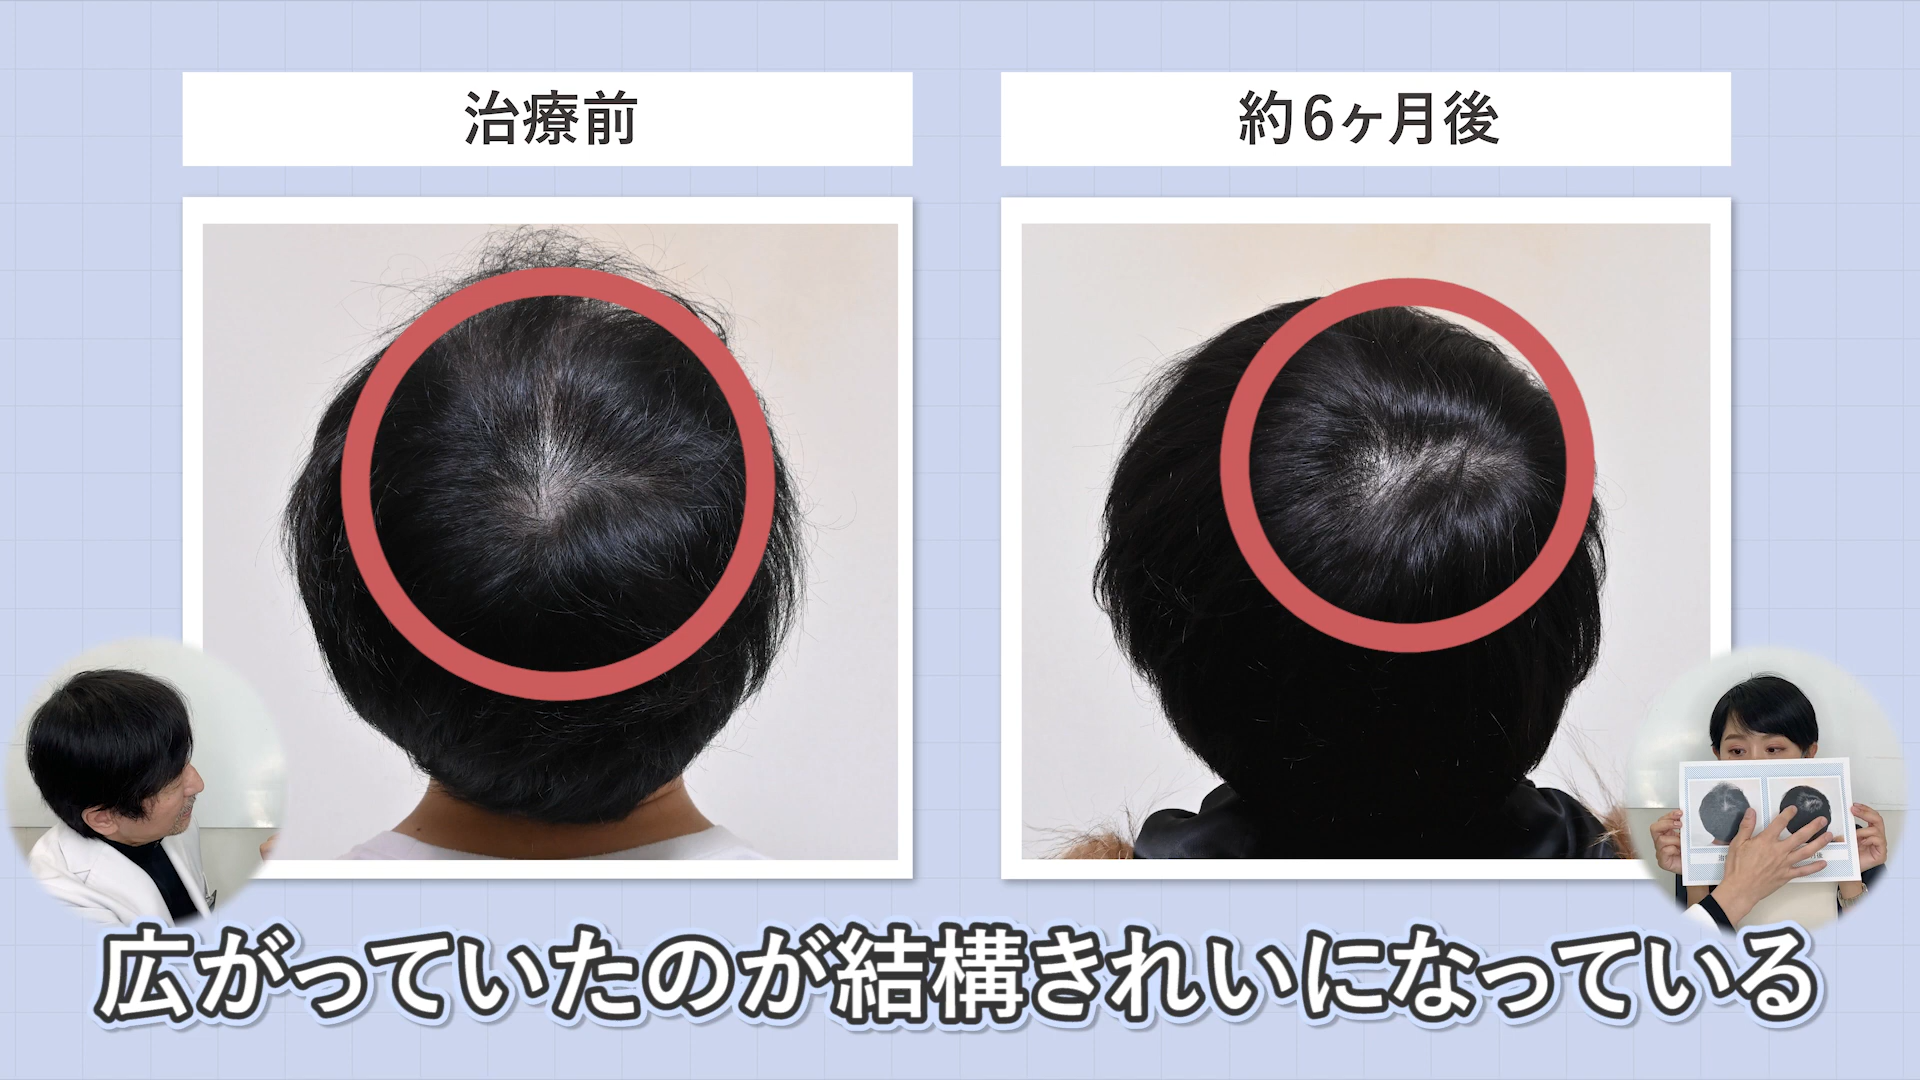 治療前
約6ヶ月後
広がっていたのが結構きれいになっている